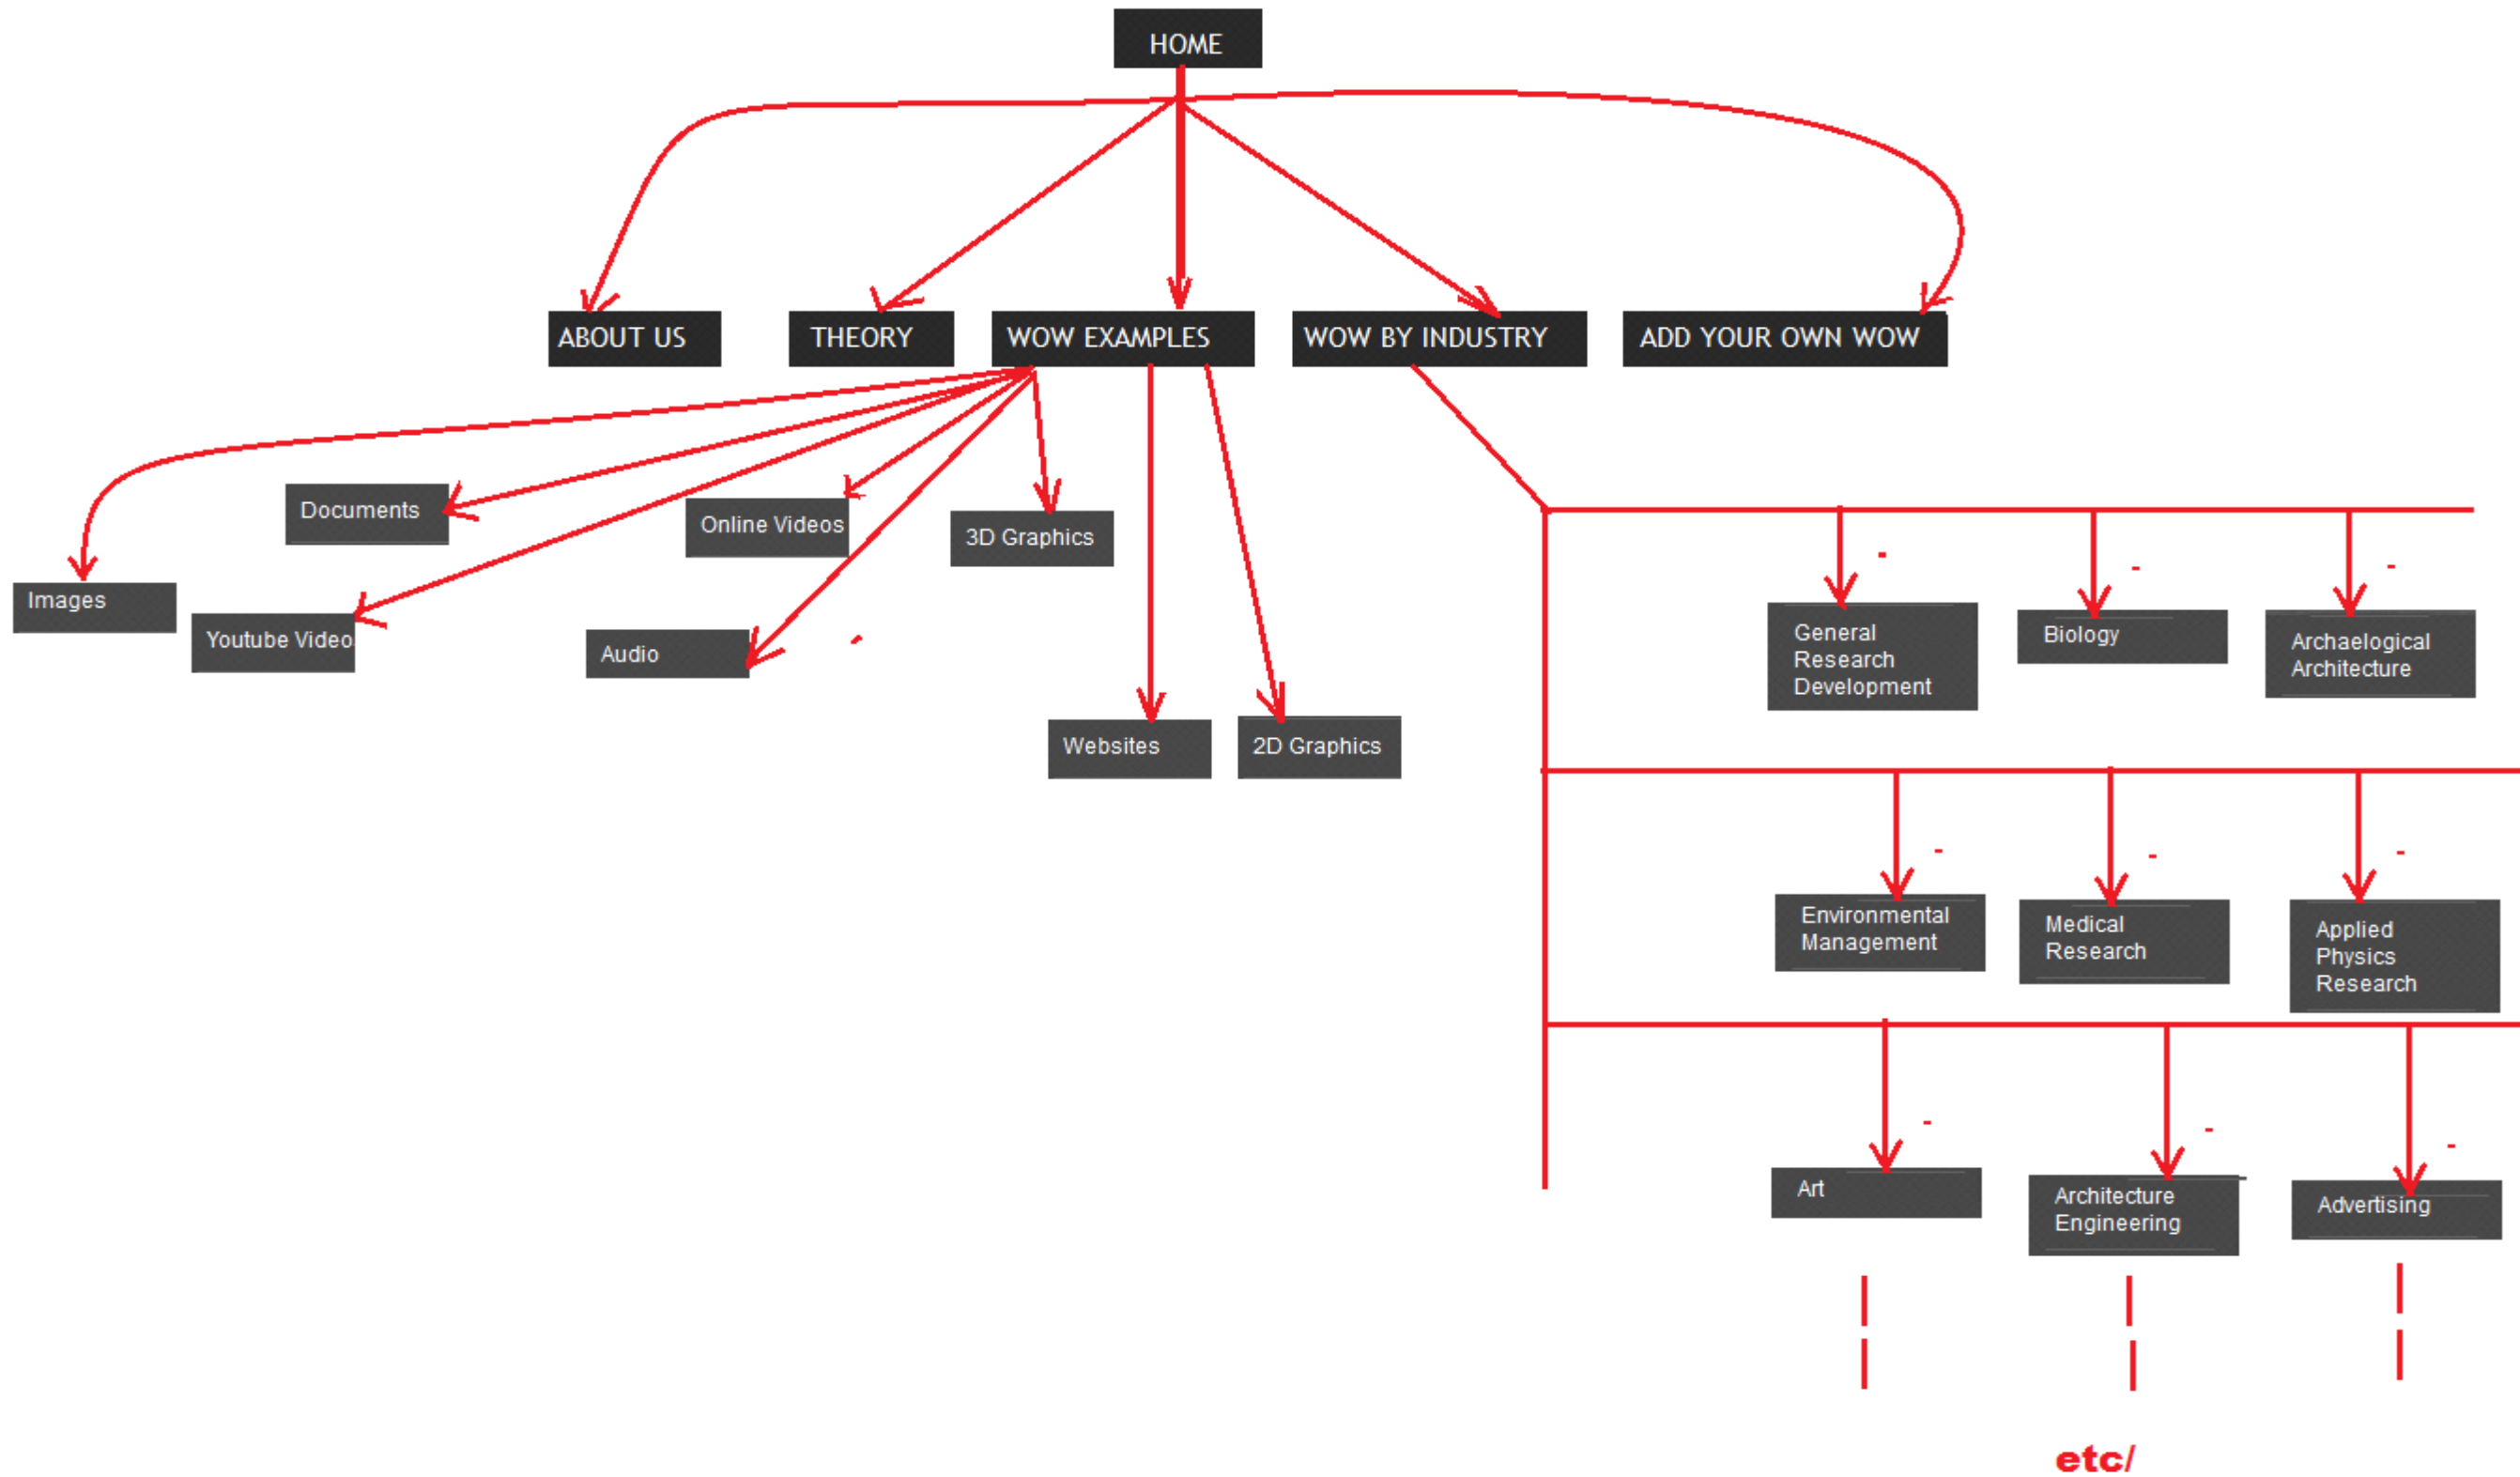 HOME
ABOUT US
THEORY
WOW EXAMPLES
WOW BY INDUSTRY
ADD YOUR OWN WOW
Documents
Online Videos
3D Graphics
Images
Youtube Video
Audio
Websites
2D Graphics
General
Research
Development
Biology
Archaelogical
Architecture
Environmental
Management
Medical
Research
Applied
Physics
Research
Art
Architecture
Engineering
Advertising
etc/